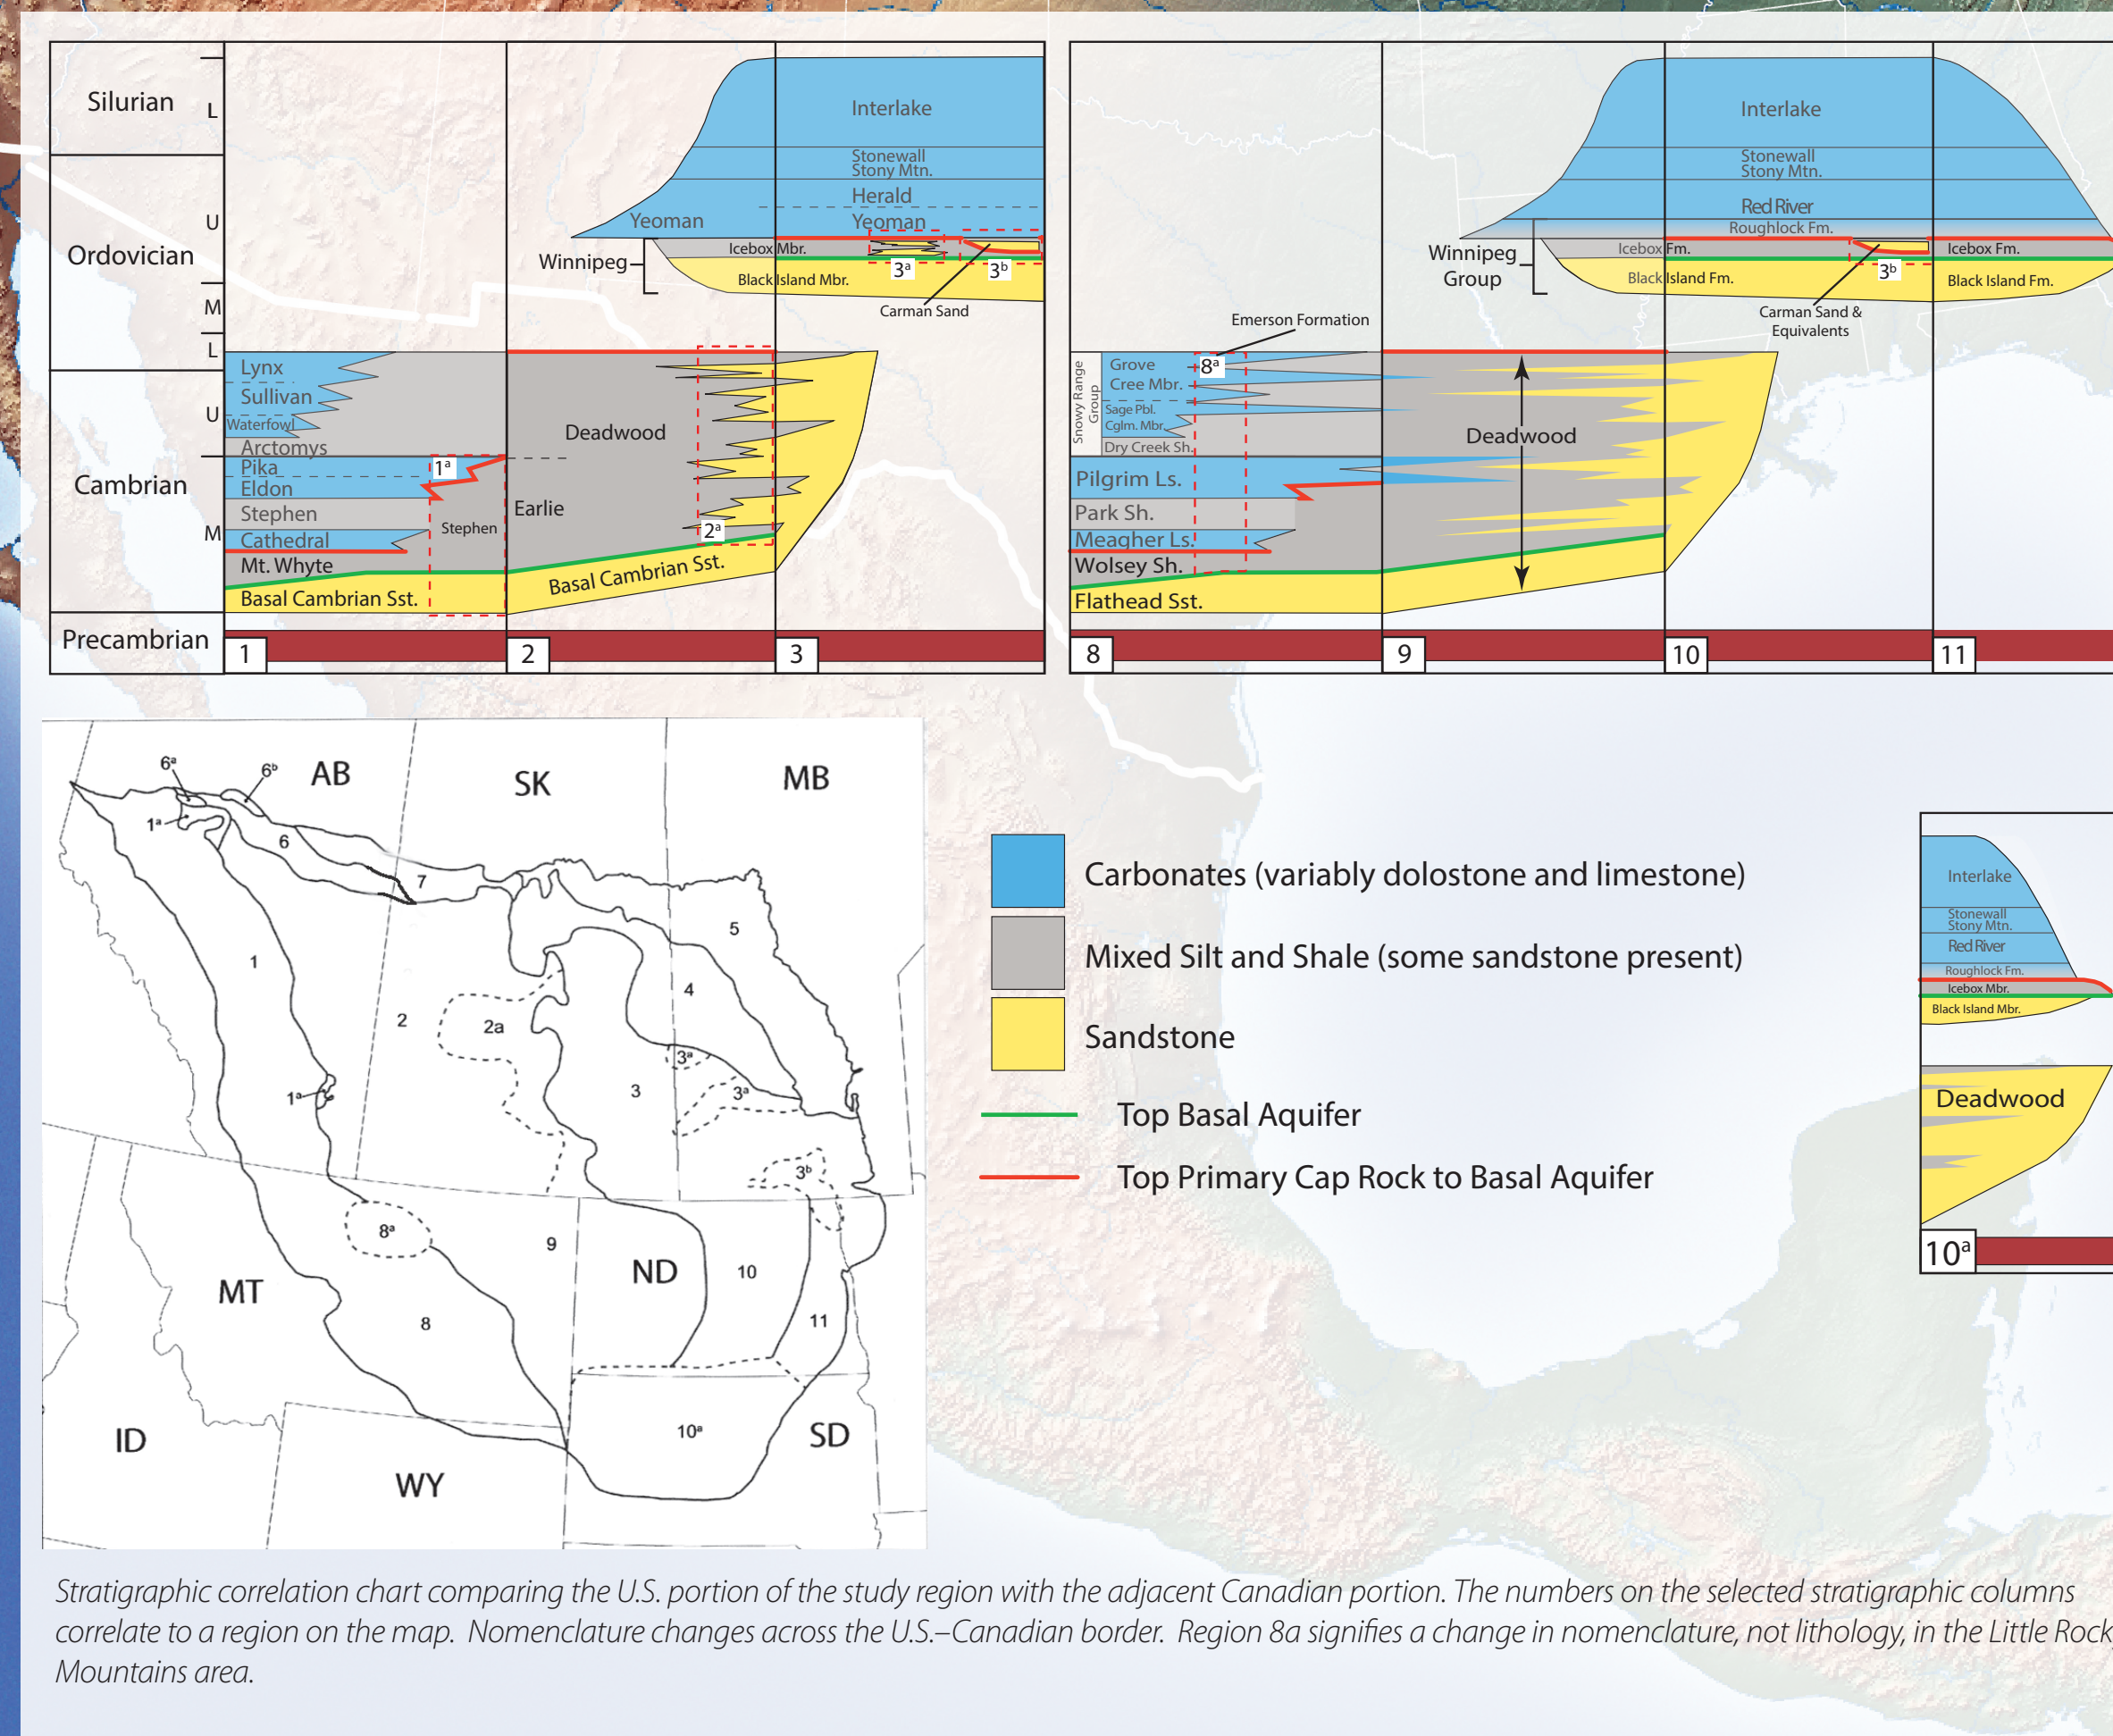 Silurian
L
Ordovician
U
M
L
Cambrian
U
M
Precambrian
Interlake
Stonewall
Stony Mtn.
Herald
Yeoman
Yeoman
Winnipeg
Icebox Mbr.
3a
3b
Black Island Mbr.
Carman Sand
Lynx
Sullivan
Waterfowl
Arctomys
Pika
1a
Eldon
Stephen
Stephen
Cathedral
Mt. Whyte
Basal Cambrian Sst.
Deadwood
Earlie
2a
Basal Cambrian Sst.
1
2
3
Interlake
Stonewall
Stony Mtn.
Red River
Roughlock Fm.
Winnipeg
Group
Icebox Fm.
Icebox Fm.
3b
Black Island Fm.
Black Island Fm.
Carman Sand &
Equivalents
Emerson Formation
Snowy Range
Group
Grove
8a
Cree Mbr.
Sage Pbl.
Cglm. Mbr.
Dry Creek Sh.
Pilgrim Ls.
Park Sh.
Meagher Ls.
Wolsey Sh.
Flathead Sst.
Deadwood
8
9
10
11
6a
6b
AB
SK
MB
1a
6
7
5
1
4
2
2a
3a
3
3a
1a
3b
8a
9
ND
10
MT
8
11
10a
SD
ID
WY
Carbonates (variably dolostone and limestone)
Mixed Silt and Shale (some sandstone present)
Sandstone
Top Basal Aquifer
Top Primary Cap Rock to Basal Aquifer
Interlake
Stonewall
Stony Mtn.
Red River
Roughlock Fm.
Icebox Mbr.
Black Island Mbr.
Deadwood
10a
Stratigraphic correlation chart comparing the U.S. portion of the study region with the adjacent Canadian portion. The numbers on the selected stratigraphic columns
correlate to a region on the map. Nomenclature changes across the U.S.–Canadian border. Region 8a signifies a change in nomenclature, not lithology, in the Little Rocky
Mountains area.